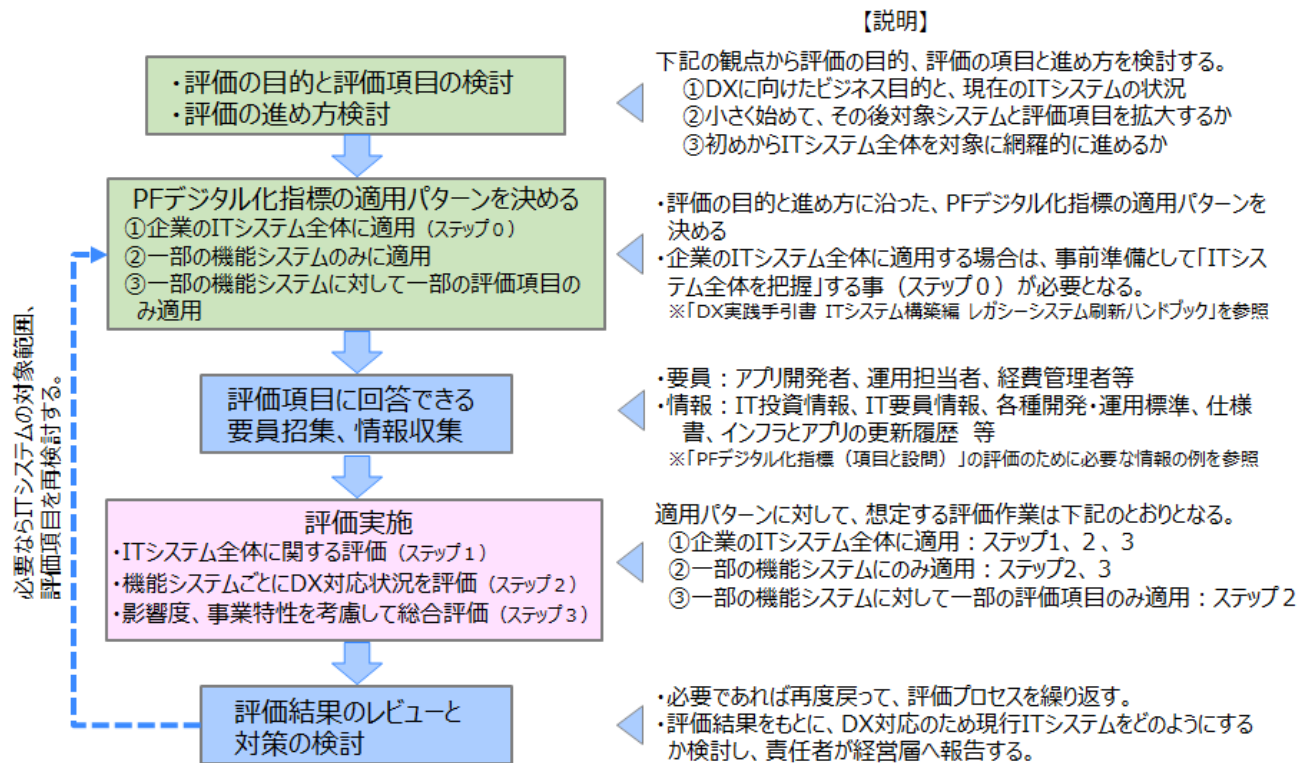 【説明】
・評価の目的と評価項目の検討
・評価の進め方検討
下記の観点から評価の目的、評価の項目と進め方を検討する。
①DXに向けたビジネス目的と、現在のITシステムの状況
②小さく始めて、その後対象システムと評価項目を拡大するか
③初めからITシステム全体を対象に網羅的に進めるか
PFデジタル化指標の適用パターンを決める
①企業のITシステム全体に適用（ステップ０）
②一部の機能システムのみに適用
③一部の機能システムに対して一部の評価項目の
み適用
・評価の目的と進め方に沿った、PFデジタル化指標の適用パターンを
決める
・企業のITシステム全体に適用する場合は、事前準備として「ITシス
テム全体を把握」する事（ステップ０）が必要となる。
※「DX実践手引書 ITシステム構築編 レガシーシステム刷新ハンドブック」を参照
評価項目に回答できる
要員招集、情報収集
・要員：アプリ開発者、運用担当者、経費管理者等
・情報：IT投資情報、IT要員情報、各種開発・運用標準、仕様
書、インフラとアプリの更新履歴 等
※「PFデジタル化指標（項目と設問）」の評価のために必要な情報の例を参照
評価実施
・ITシステム全体に関する評価（ステップ１）
・機能システムごとにDX対応状況を評価（ステップ２）
・影響度、事業特性を考慮して総合評価（ステップ３）
適用パターンに対して、想定する評価作業は下記のとおりとなる。
①企業のITシステム全体に適用：ステップ1、２、３
②一部の機能システムにのみ適用：ステップ2、３
③一部の機能システムに対して一部の評価項目のみ適用：ステップ２
評価結果のレビューと
対策の検討
・必要であれば再度戻って、評価プロセスを繰り返す。
・評価結果をもとに、DX対応のため現行ITシステムをどのようにする
か検討し、責任者が経営層へ報告する。
必要ならITシステムの対象範囲、
評価項目を再検討する。